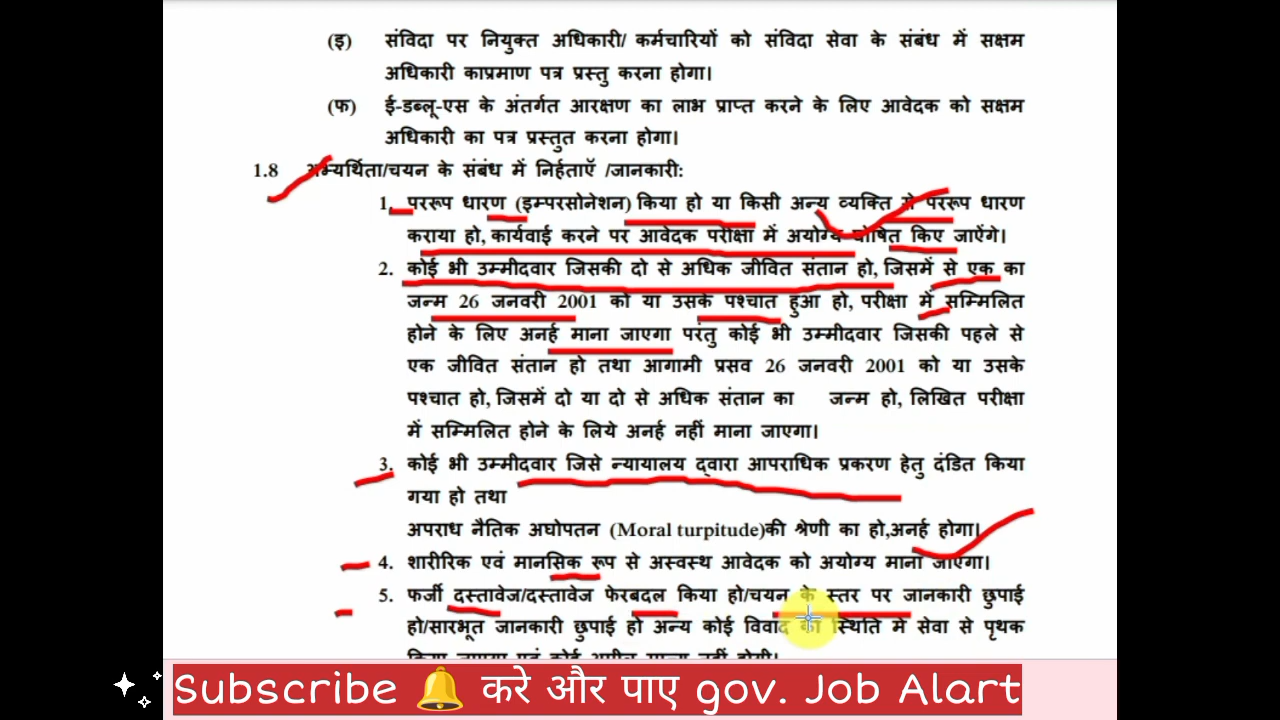 (इ) संविदा पर नियुक्त अधिकारी/ कर्मचारियों को संविदा सेवा के संबंध में सक्षम
अधिकारी काप्रमाण पत्र प्रस्तु करना होगा।
(फ) ई-डब्लू-एस के अंतर्गत आरक्षण का लाभ प्राप्त करने के लिए आवेदक को सक्षम
अधिकारी का पत्र प्रस्तुत करना होगा।
1.8 अभ्यर्थिता/चयन के संबंध में निर्हताऍ /जानकारी:
1. पररूप धारण (इम्परसोनेशन) किया हो या किसी अन्य व्यक्ति से पररूप धारण
कराया हो, कार्यवाई करने पर आवेदक परीक्षा में अयोग्य घोषित किए जाऐंगे।
2. कोई भी उम्मीदवार जिसकी दो से अधिक जीवित संतान हो, जिसमें से एक का
जन्म 26 जनवरी 2001 को या उसके पश्चात हुआ हो, परीक्षा में सम्मिलित
होने के लिए अनर्ह माना जाएगा परंतु कोई भी उम्मीदवार जिसकी पहले से
एक जीवित संतान हो तथा आगामी प्रसव 26 जनवरी 2001 को या उसके
पश्चात हो, जिसमें दो या दो से अधिक संतान का जन्म हो, लिखित परीक्षा
में सम्मिलित होने के लिये अनर्ह नहीं माना जाएगा।
3. कोई भी उम्मीदवार जिसे न्यायालय द्वारा आपराधिक प्रकरण हेतु दंडित किया
गया हो तथा
अपराध नैतिक अघोपतन (Moral turpitude)की श्रेणी का हो,अनर्ह होगा।
4. शारीरिक एवं मानसिक रूप से अस्वस्थ आवेदक को अयोग्य माना जाएगा।
5. फर्जी दस्तावेज/दस्तावेज फेरबदल किया हो/चयन के स्तर पर जानकारी छुपाई
हो/सारभूत जानकारी छुपाई हो अन्य कोई विवाद की स्थिति में सेवा से पृथक
Subscribe 🔔 करे और पाए gov. Job Alart